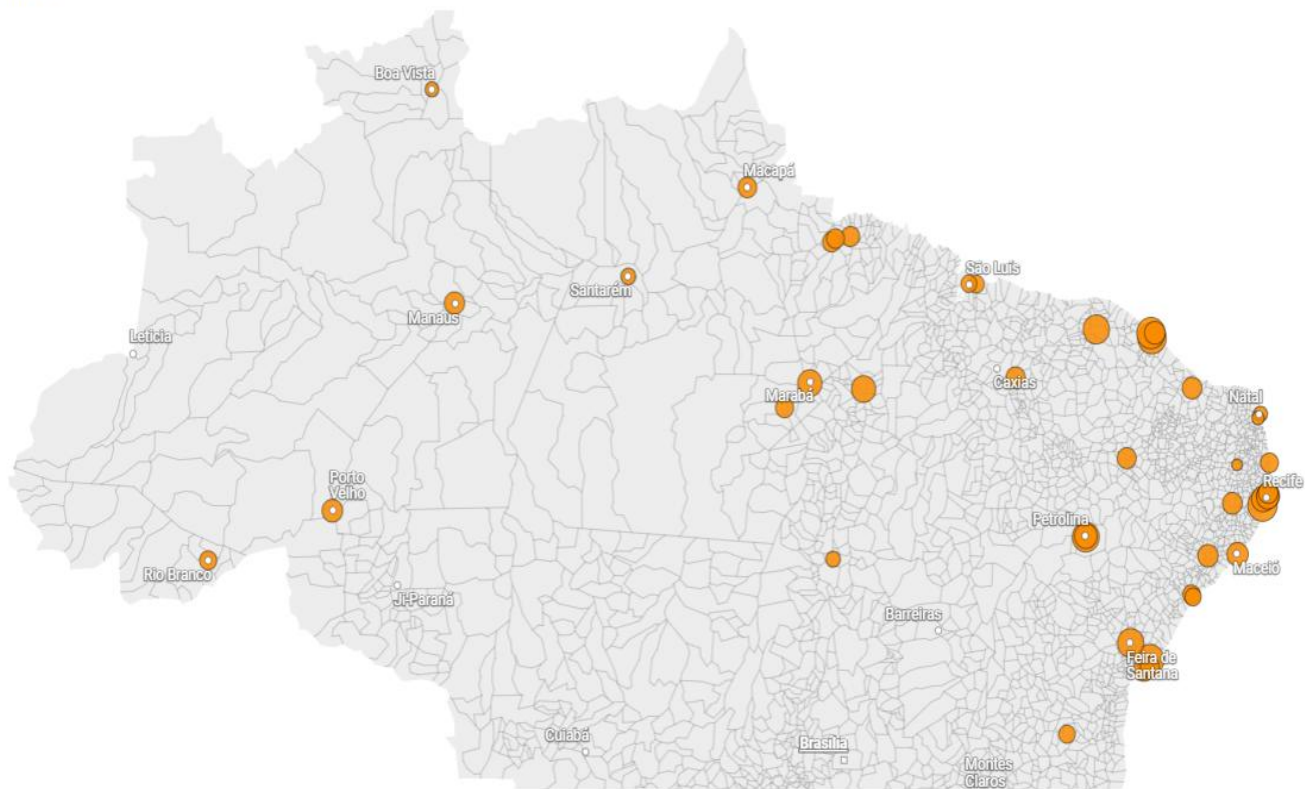 Boa Vista
Macapá
São Luís
Santarém
Manaus
Letícia
Caxias
Marabá
Natal
Porto
Velho
Recife
Petrolina
Rio Branco
Maceió
Ji-Paraná
Barreiras
Feira de
Santana
Cuiabá
Brasília
Montes
Claros